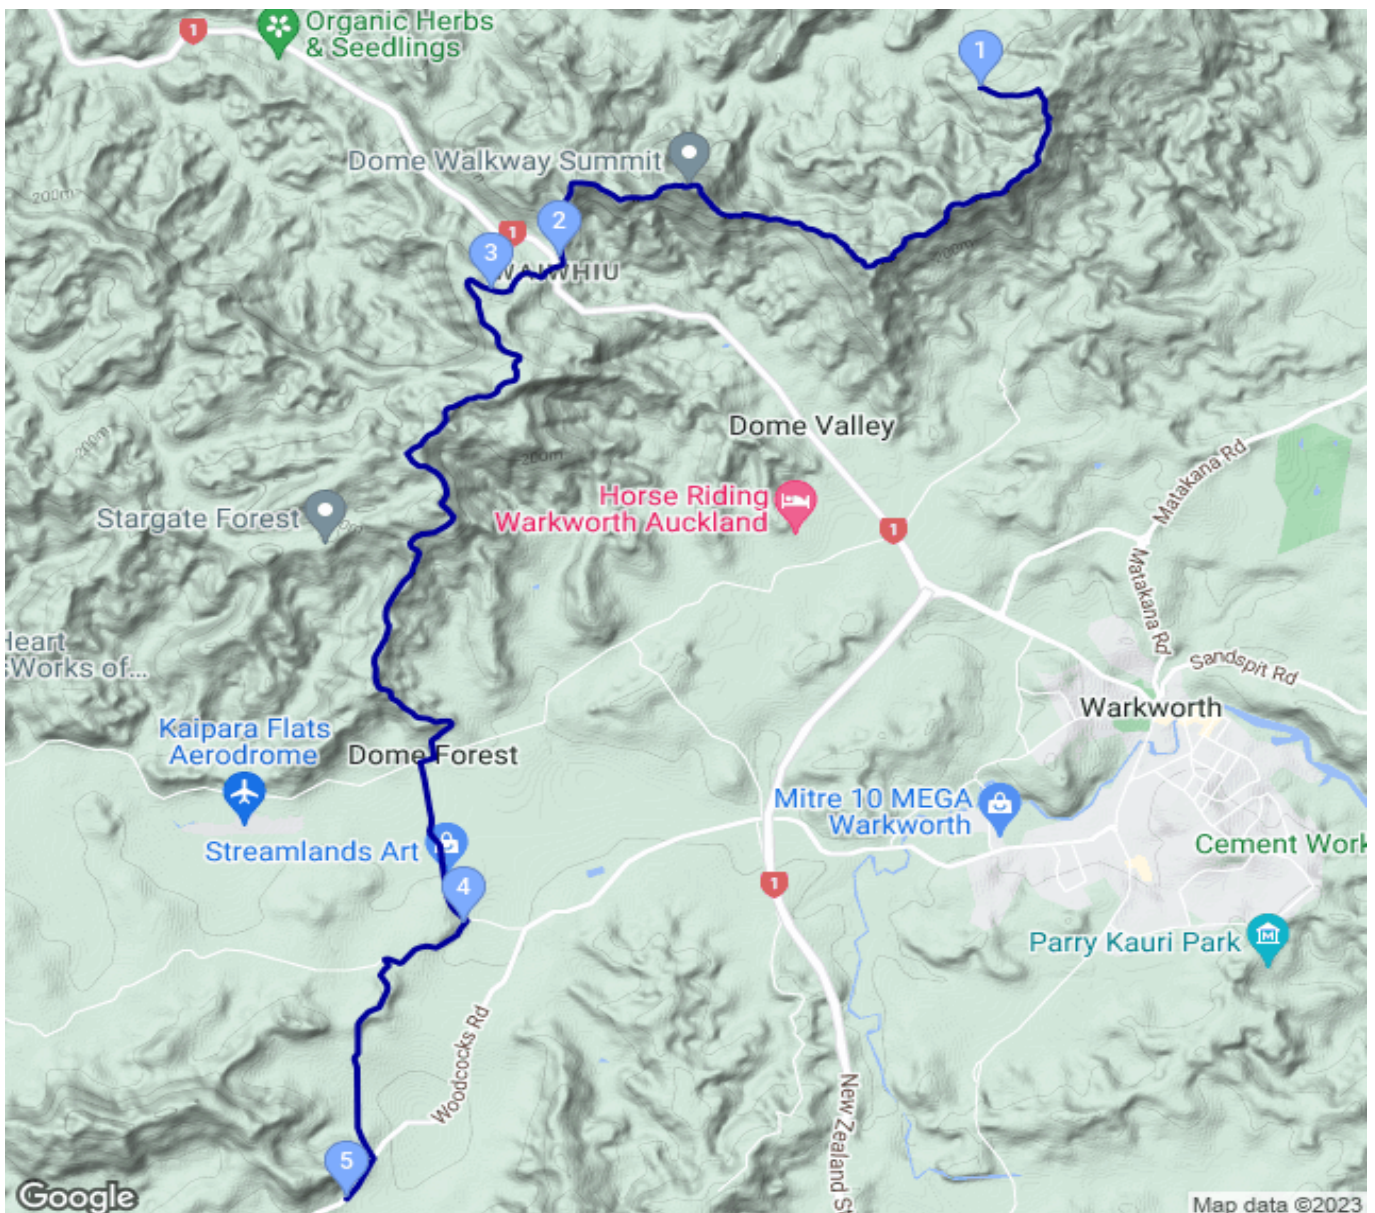 1
Organic Herbs
& Seedlings
1
Dome Walkway Summit
200m
2
1
3
WAIWHIU
200m
Dome Valley
200m
200m
Horse Riding
Warkworth Auckland
Stargate Forest
1
Matakana Rd
Matakana Rd
Heart
sWorks of...
Sandspit Rd
Warkworth
Kaipara Flats
Aerodrome
Dome Forest
Mitre 10 MEGA
Warkworth
Streamlands Art
Cement Work
4
1
Parry Kauri Park
Woodcocks Rd
New Zealand St
5
Google
Map data ©2023